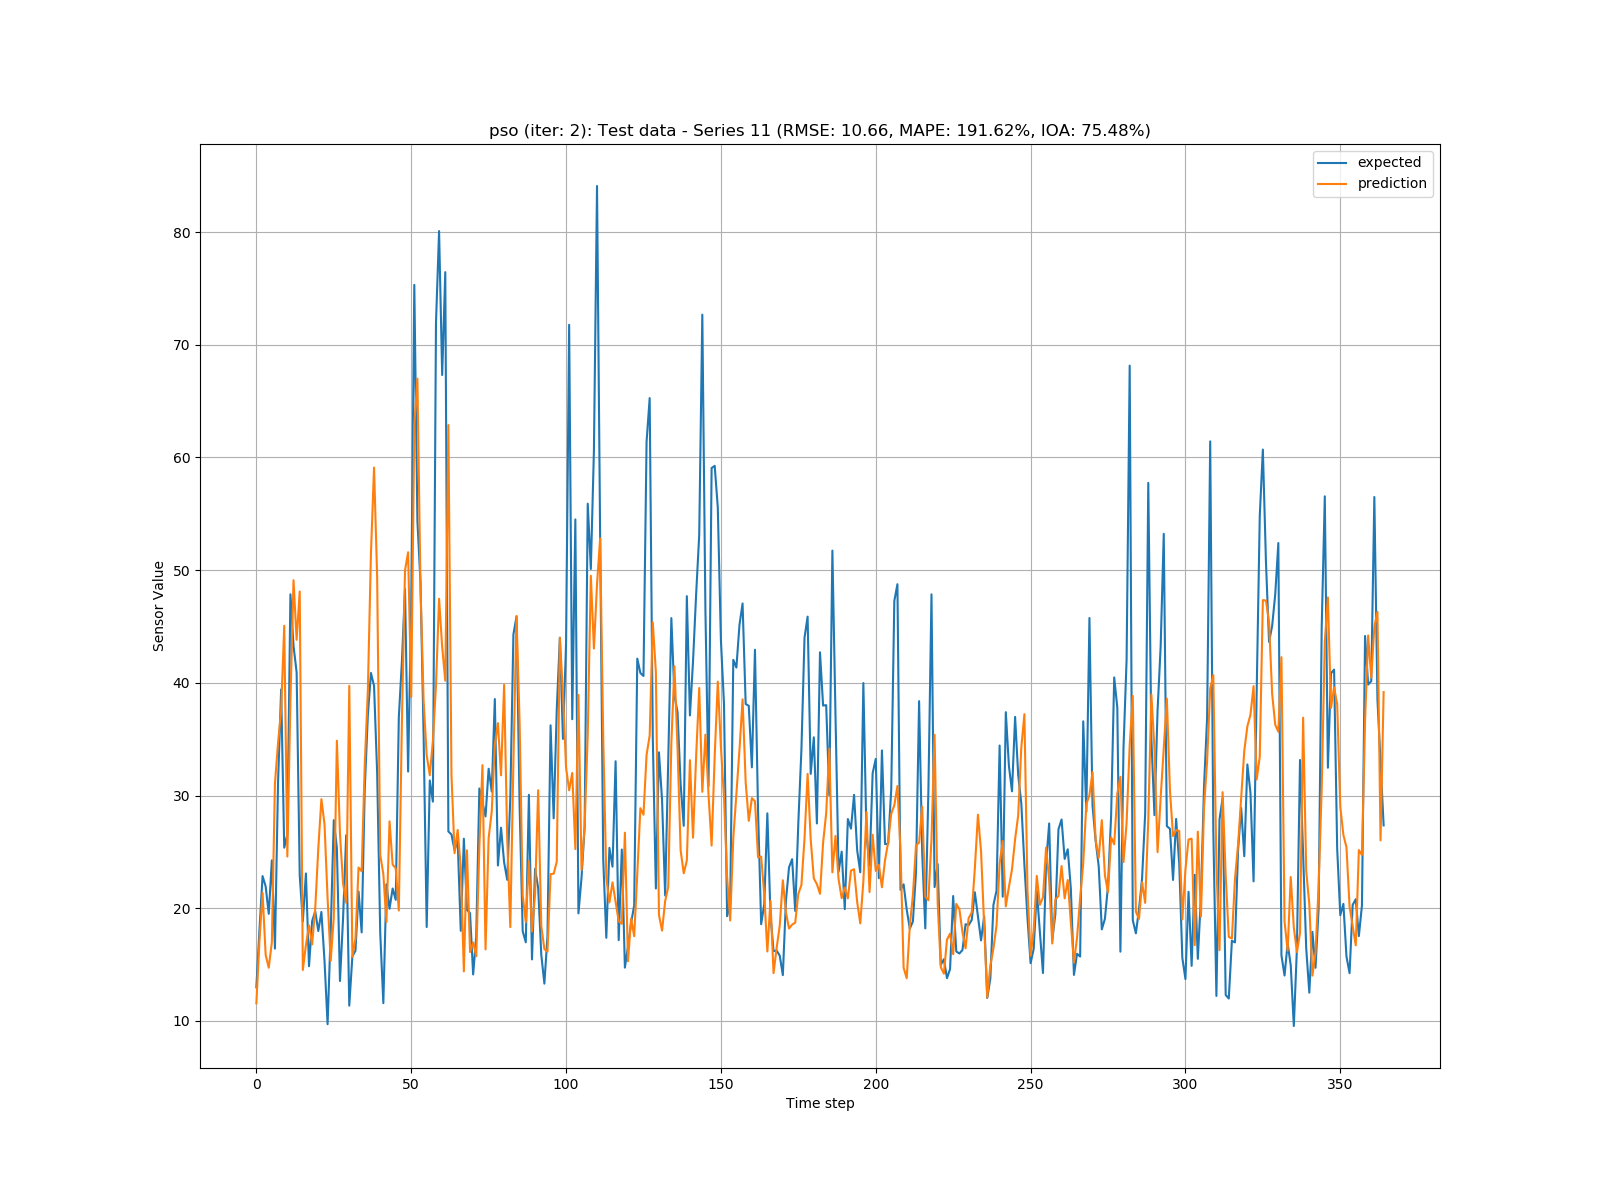 pso (iter: 2): Test data - Series 11 (RMSE: 10.66, MAPE: 191.62%, IOA: 75.48%)
expected
prediction
80
70
60
50
40
30
20
10
Sensor Value
0 50 100 150 200 250 300 350
Time step